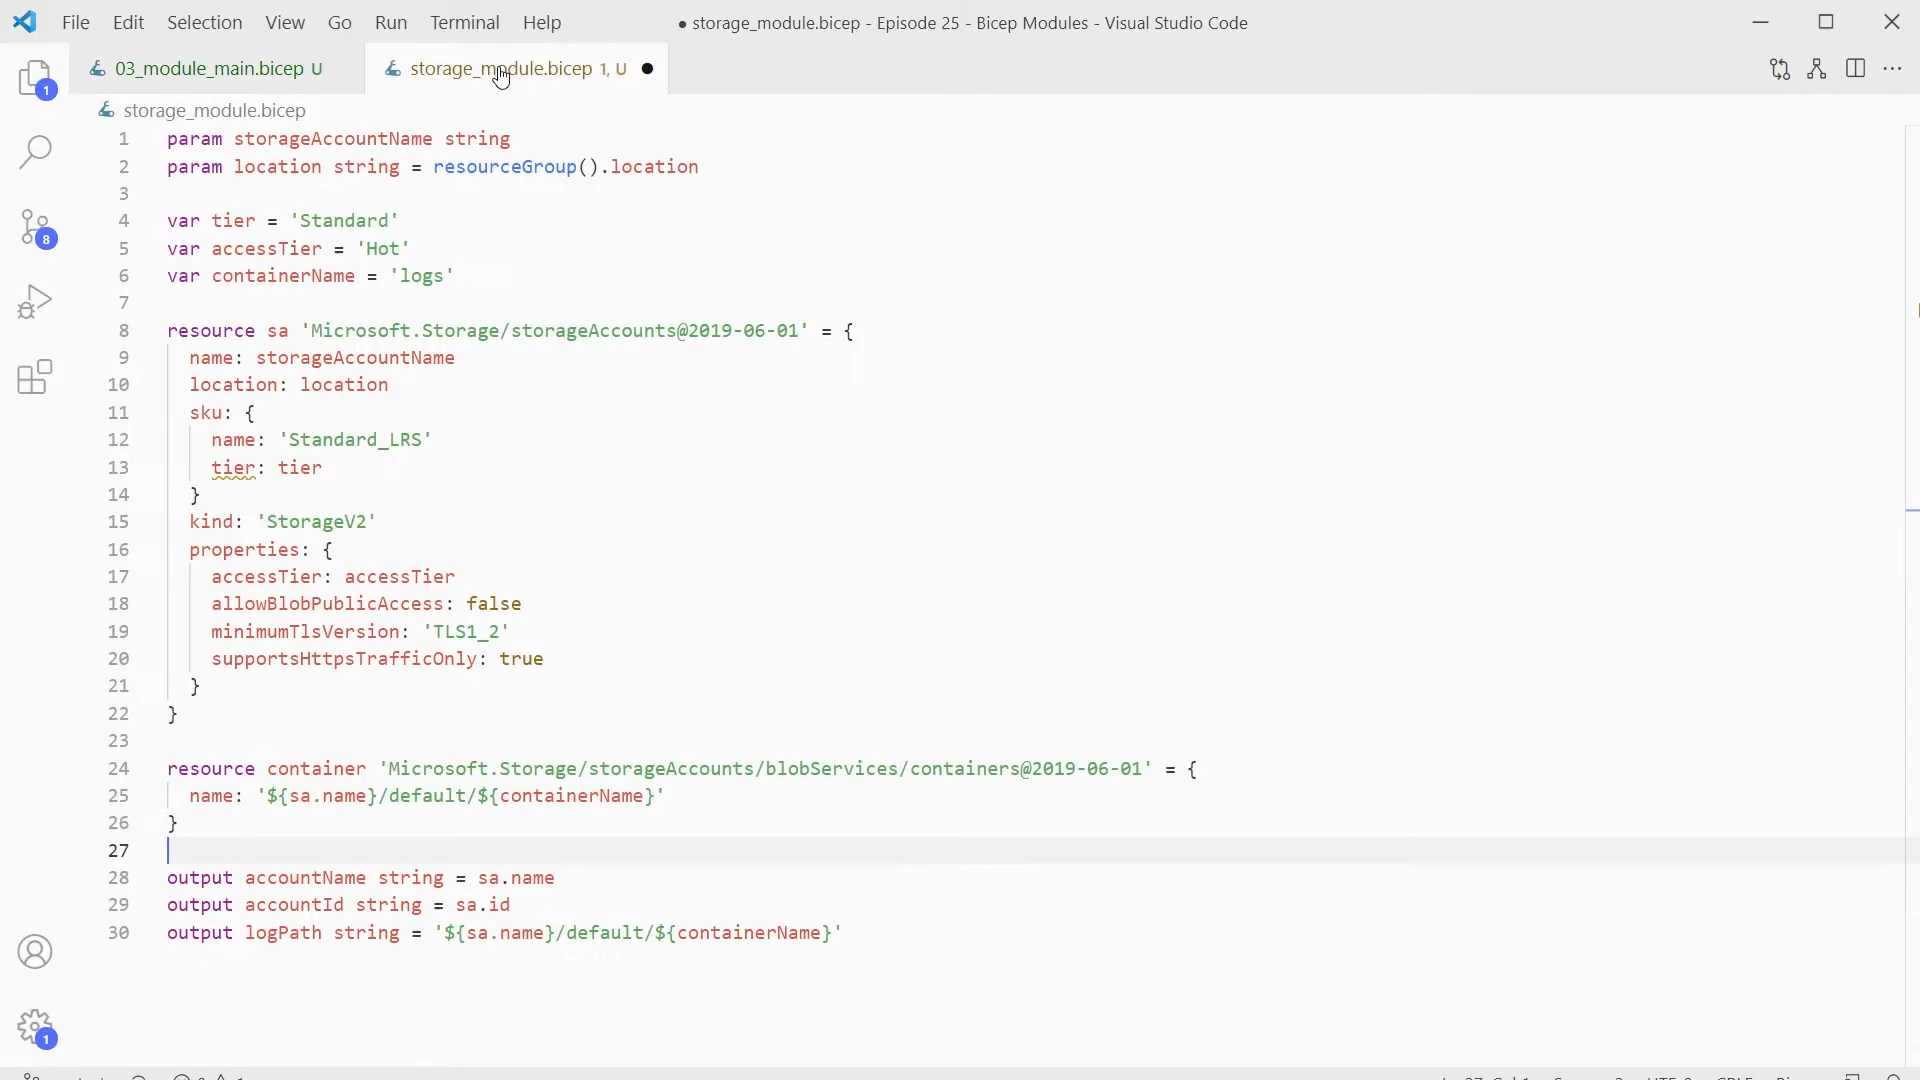 File Edit Selection View Go Run Terminal Help ● storage_module.bicep - Episode 25 - Bicep Modules - Visual Studio Code
03_module_main.bicep U storage_module.bicep 1, U ●
storage_module.bicep
1 param storageAccountName string
2 param location string = resourceGroup().location
3
4 var tier = 'Standard'
5 var accessTier = 'Hot'
6 var containerName = 'logs'
7
8 resource sa 'Microsoft.Storage/storageAccounts@2019-06-01' = {
9 name: storageAccountName
10 location: location
11 sku: {
12 name: 'Standard_LRS'
13 tier: tier
14 }
15 kind: 'StorageV2'
16 properties: {
17 accessTier: accessTier
18 allowBlobPublicAccess: false
19 minimumTlsVersion: 'TLS1_2'
20 supportsHttpsTrafficOnly: true
21 }
22 }
23
24 resource container 'Microsoft.Storage/storageAccounts/blobServices/containers@2019-06-01' = {
25 name: '${sa.name}/default/${containerName}'
26 }
27
28 output accountName string = sa.name
29 output accountId string = sa.id
30 output logPath string = '${sa.name}/default/${containerName}'
1
8
1